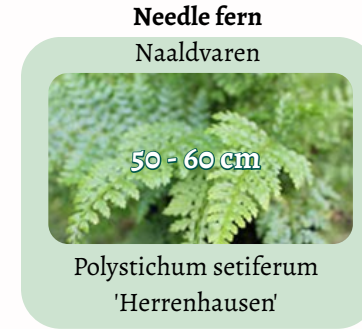 Needle fern
Naaldvaren
50 - 60 cm
Polystichum setiferum
'Herrenhausen'